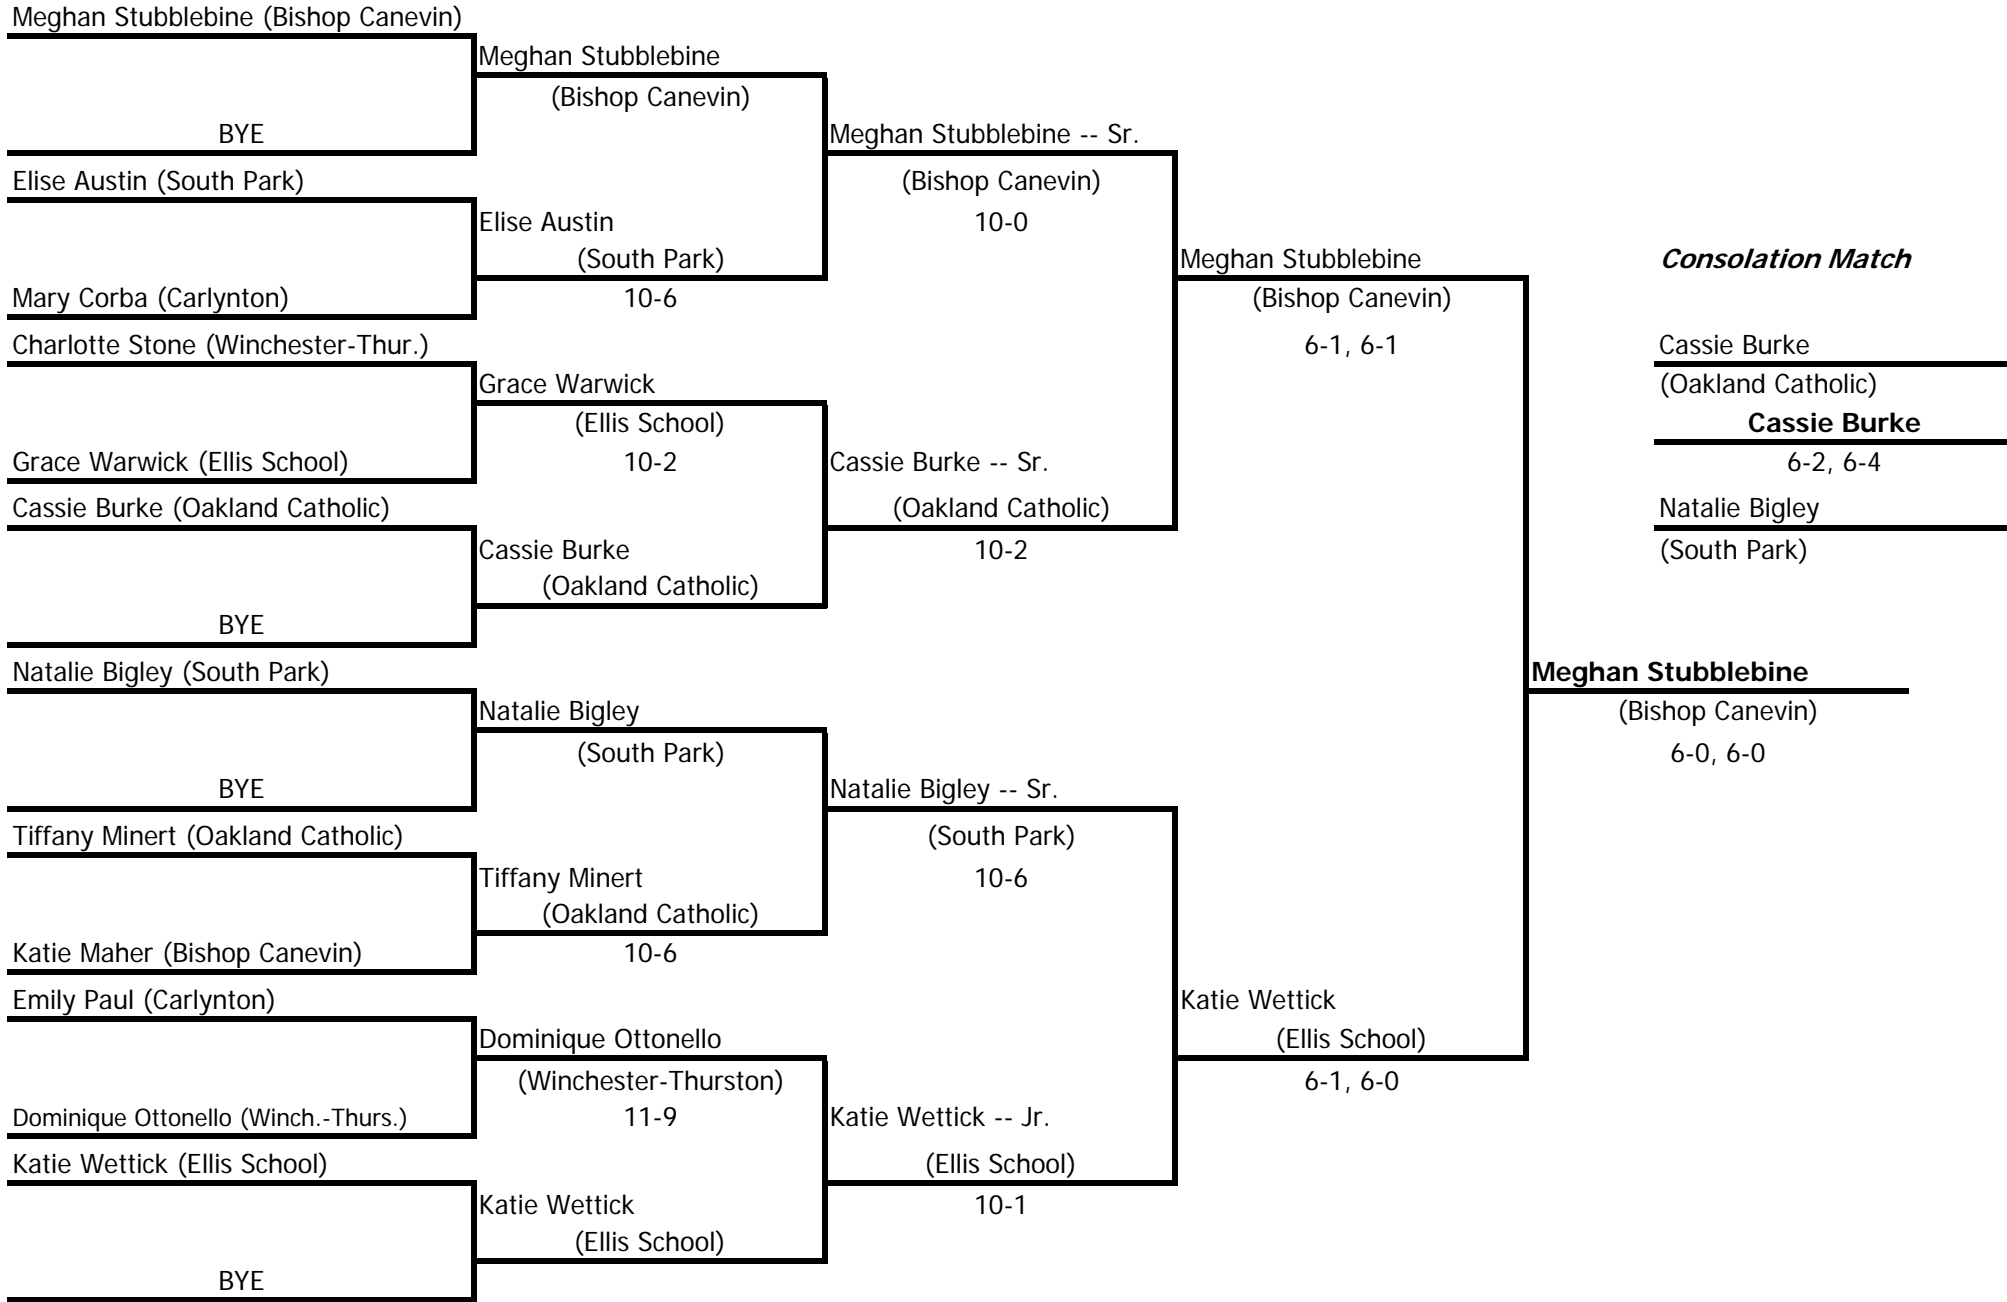 Meghan Stubblebine (Bishop Canevin)
BYE
Elise Austin (South Park)
Mary Corba (Carlynton)
Charlotte Stone (Winchester-Thur.)
Grace Warwick (Ellis School)
Cassie Burke (Oakland Catholic)
BYE
Natalie Bigley (South Park)
BYE
Tiffany Minert (Oakland Catholic)
Katie Maher (Bishop Canevin)
Emily Paul (Carlynton)
Dominique Ottonello (Winch.-Thurs.)
Katie Wettick (Ellis School)
BYE
Meghan Stubblebine
(Bishop Canevin)
Elise Austin
(South Park)
10-6
Grace Warwick
(Ellis School)
10-2
Cassie Burke
(Oakland Catholic)
Natalie Bigley
(South Park)
Tiffany Minert
(Oakland Catholic)
10-6
Dominique Ottonello
(Winchester-Thurston)
11-9
Katie Wettick
(Ellis School)
Meghan Stubblebine -- Sr.
(Bishop Canevin)
10-0
Cassie Burke -- Sr.
(Oakland Catholic)
10-2
Natalie Bigley -- Sr.
(South Park)
10-6
Katie Wettick -- Jr.
(Ellis School)
10-1
Meghan Stubblebine
(Bishop Canevin)
6-1, 6-1
Katie Wettick
(Ellis School)
6-1, 6-0
Meghan Stubblebine
(Bishop Canevin)
6-0, 6-0
Consolation Match
Cassie Burke
(Oakland Catholic)
Cassie Burke
6-2, 6-4
Natalie Bigley
(South Park)